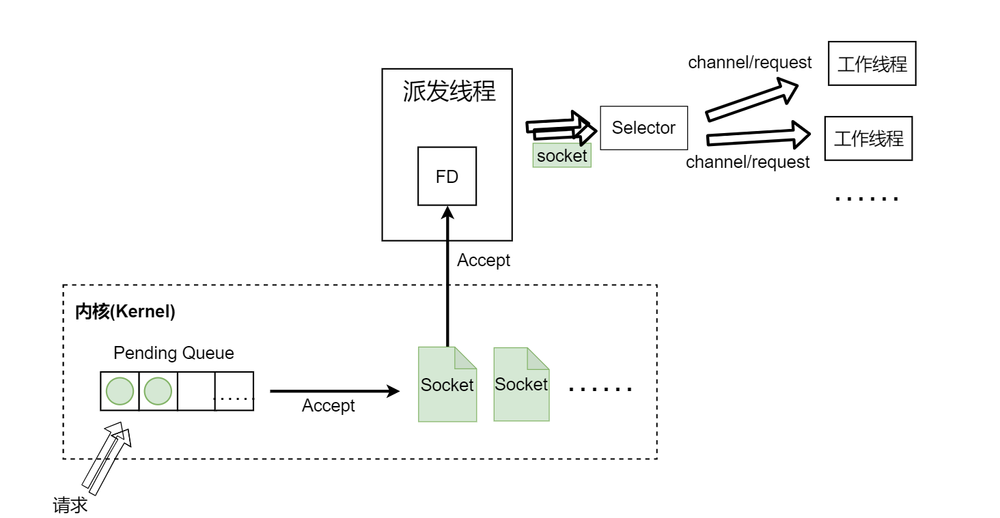 channel/request
工作线程
派发线程
Selector
工作线程
socket
channel/request
FD
......
Accept
内核(Kernel)
Pending Queue
Socket
Socket
......
......
Accept
请求